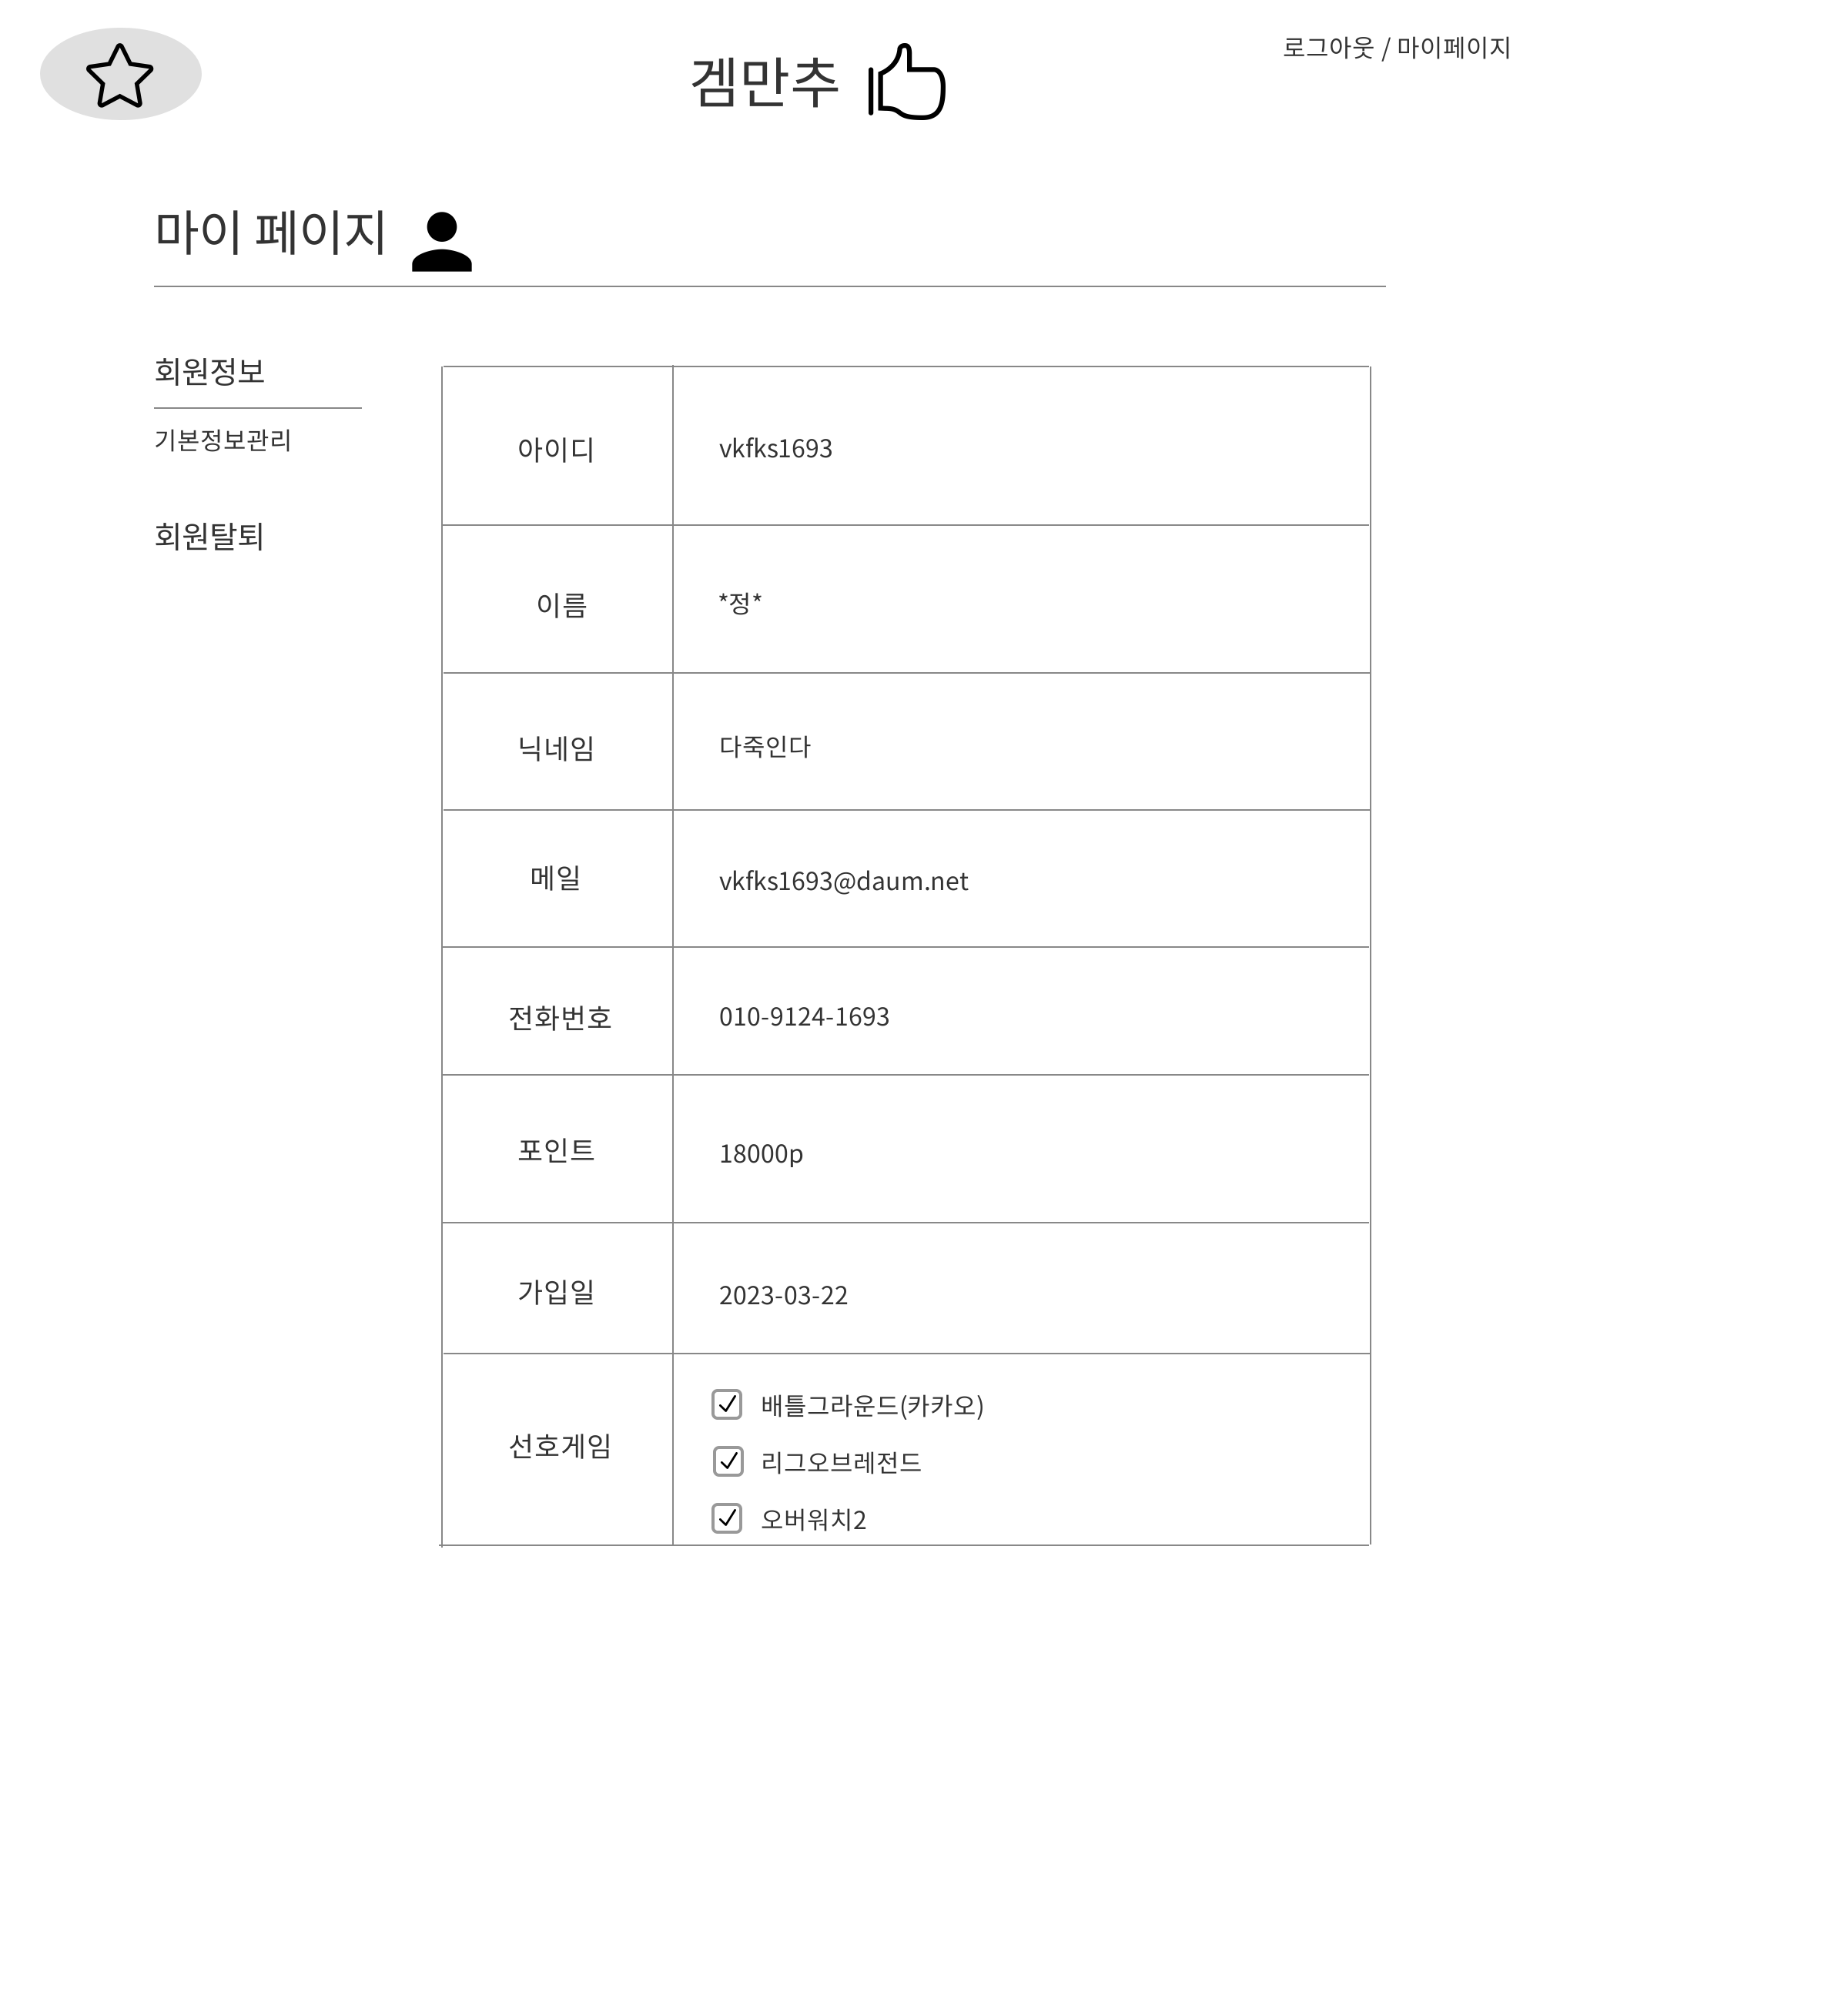 로그아웃 / 마이페이지
겜만추
마이 페이지
회원정보
기본정보관리
회원탈퇴
아이디 vkfks1693
이름 *정*
닉네임 다죽인다
메일 vkfks1693@daum.net
전화번호 010-9124-1693
포인트 18000p
가입일 2023-03-22
선호게임
배틀그라운드(카카오)
리그오브레전드
오버워치2